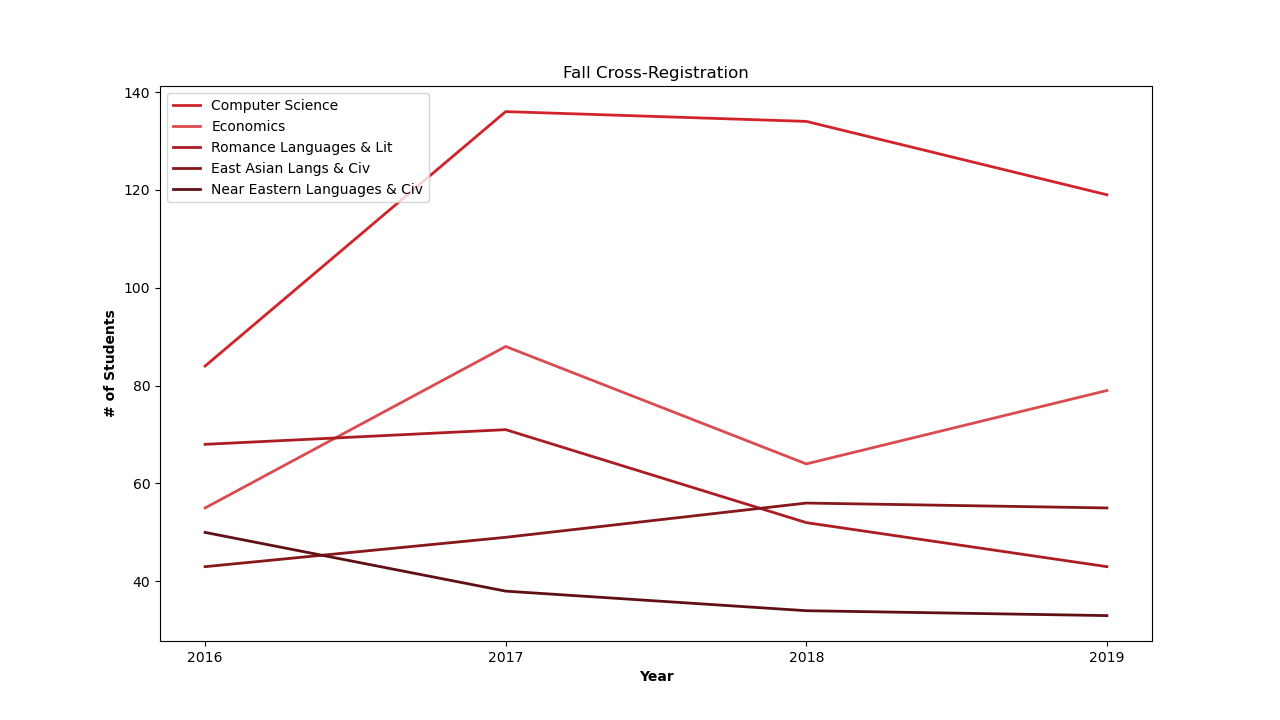 Fall Cross-Registration
140
120
100
80
60
40
# of Students
Computer Science
Economics
Romance Languages & Lit
East Asian Langs & Civ
Near Eastern Languages & Civ
2016 2017 2018 2019
Year